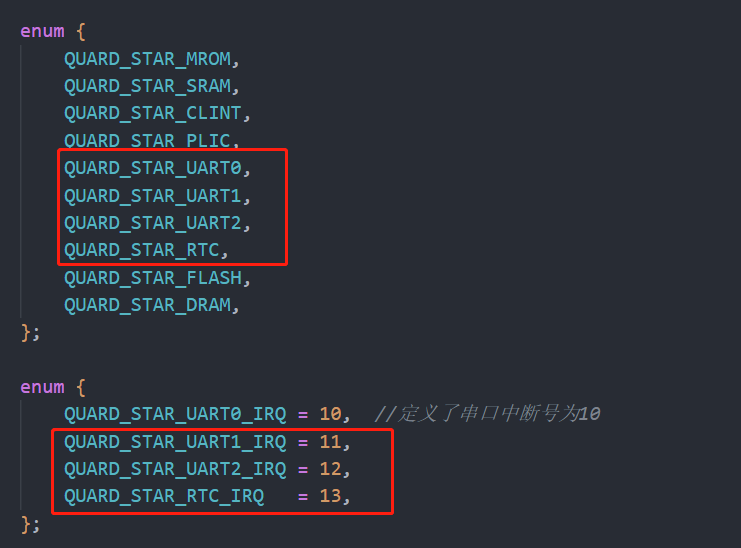 enum {
QUARD_STAR_MROM,
QUARD_STAR_SRAM,
QUARD_STAR_CLINT,
QUARD_STAR_PLIC,
QUARD_STAR_UART0,
QUARD_STAR_UART1,
QUARD_STAR_UART2,
QUARD_STAR_RTC,
QUARD_STAR_FLASH,
QUARD_STAR_DRAM,
};
enum {
QUARD_STAR_UART0_IRQ = 10, //定义了串口中断号为10
QUARD_STAR_UART1_IRQ = 11,
QUARD_STAR_UART2_IRQ = 12,
QUARD_STAR_RTC_IRQ = 13,
};